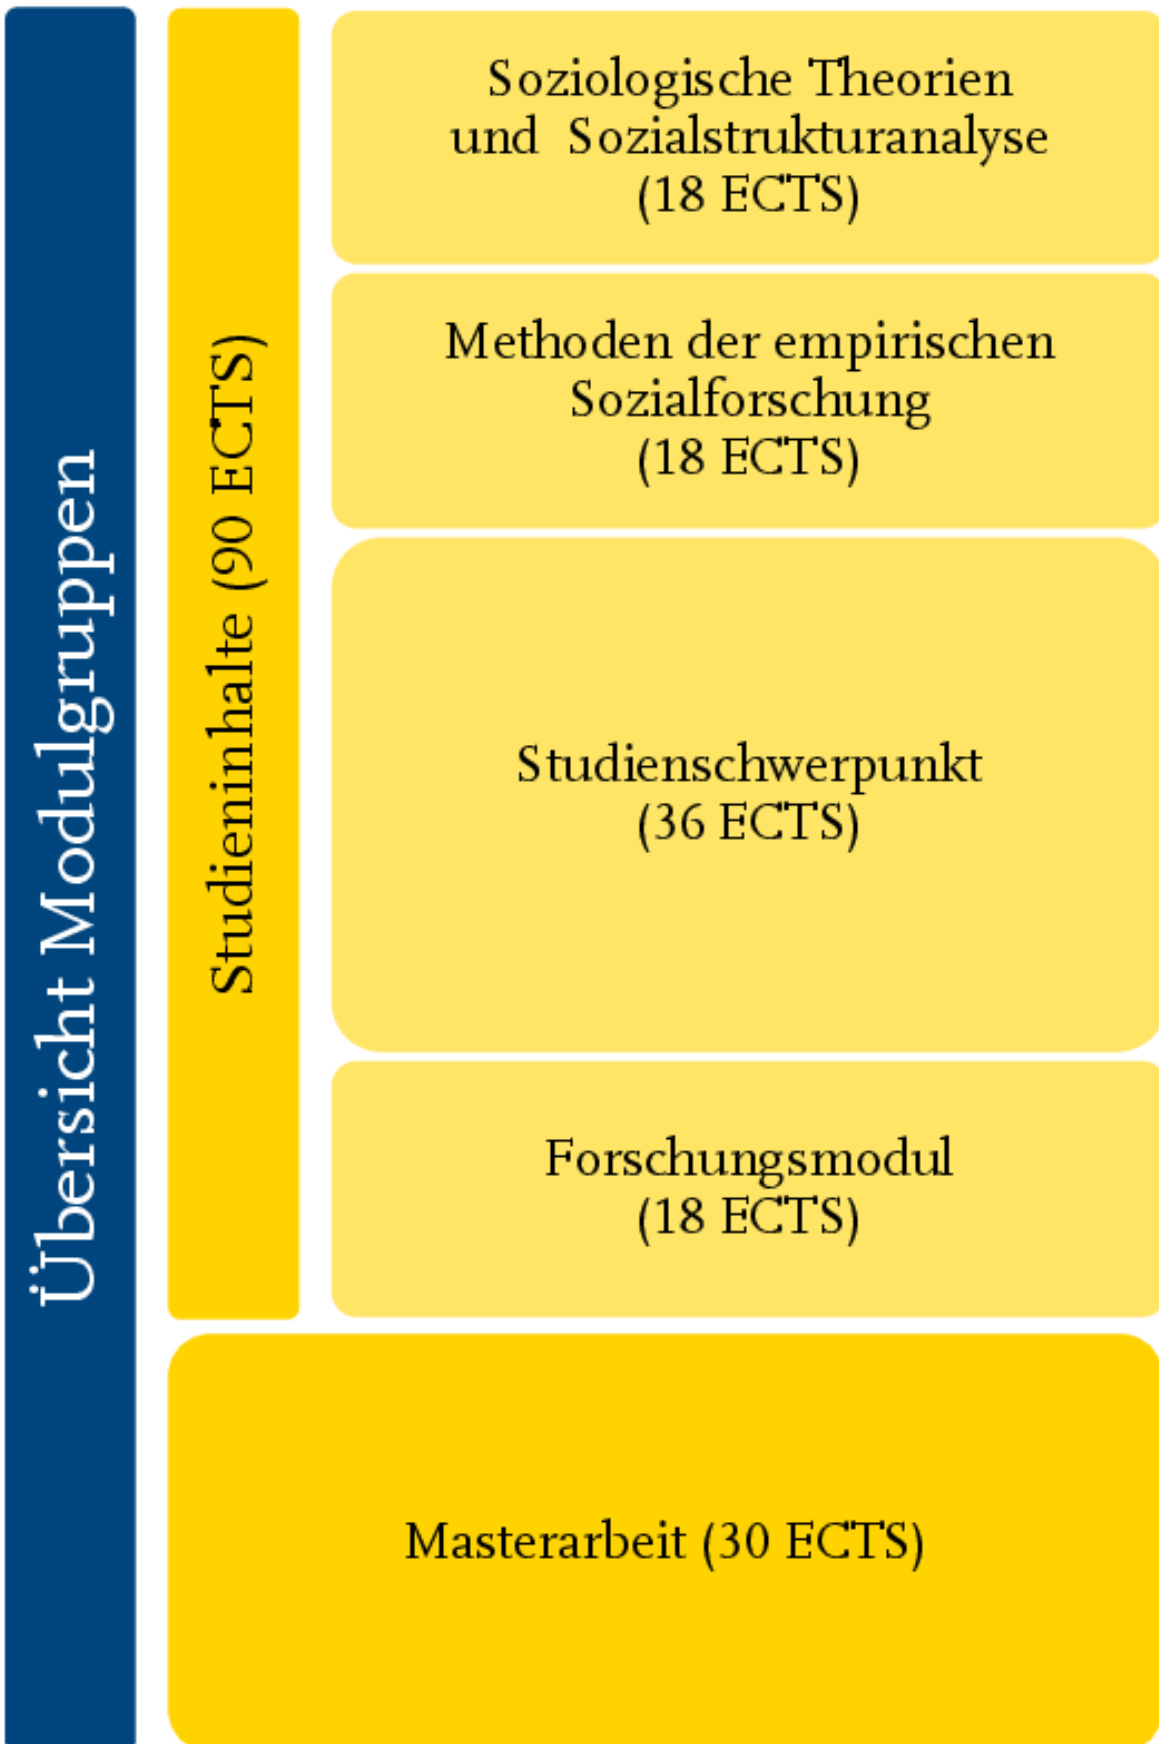 Übersicht Modulgruppen
Studieninhalte (90 ECTS)
Soziologische Theorien
und Sozialstrukturanalyse
(18 ECTS)
Methoden der empirischen
Sozialforschung
(18 ECTS)
Studienschwerpunkt
(36 ECTS)
Forschungsmodul
(18 ECTS)
Masterarbeit (30 ECTS)